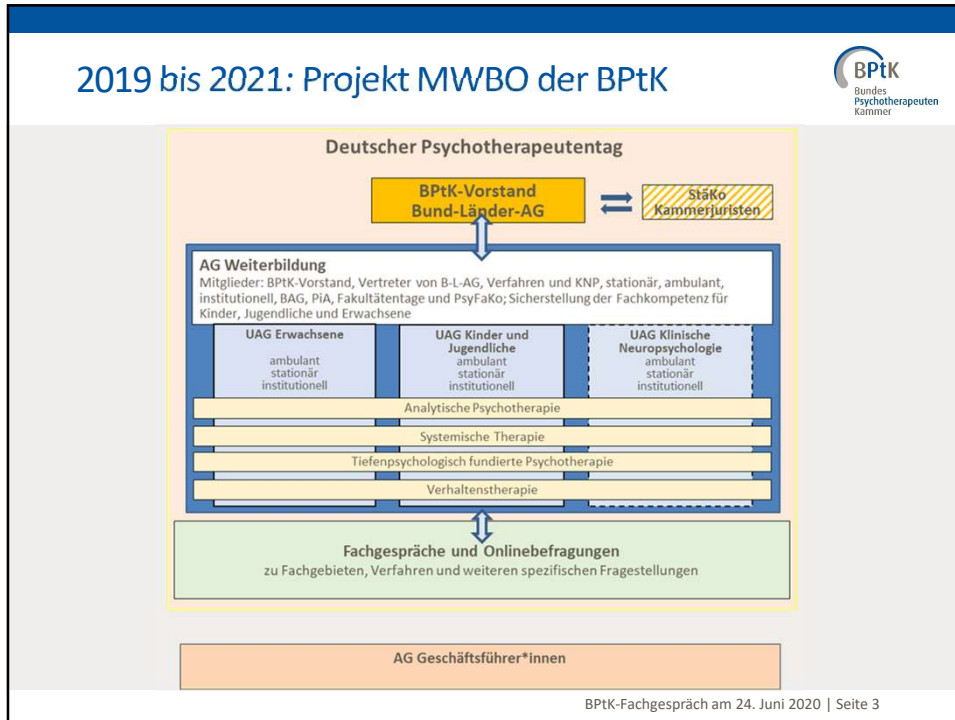 2019 bis 2021: Projekt MWBO der BPtK
BPtK
Bundes
Psychotherapeuten
Kammer
Deutscher Psychotherapeutentag
BPtK-Vorstand
Bund-Länder-AG
StäKo
Kammerjuristen
AG Weiterbildung
Mitglieder: BPtK-Vorstand, Vertreter von B-L-AG, Verfahren und KNP, stationär, ambulant,
institutionell, BAG, PiA, Fakultätentage und PsyFaKo; Sicherstellung der Fachkompetenz für
Kinder, Jugendliche und Erwachsene
UAG Erwachsene
ambulant
stationär
institutionell
UAG Kinder und
Jugendliche
ambulant
stationär
institutionell
UAG Klinische
Neuropsychologie
ambulant
stationär
institutionell
Analytische Psychotherapie
Systemische Therapie
Tiefenpsychologisch fundierte Psychotherapie
Verhaltenstherapie
Fachgespräche und Onlinebefragungen
zu Fachgebieten, Verfahren und weiteren spezifischen Fragestellungen
AG Geschäftsführer*innen
BPtK-Fachgespräch am 24. Juni 2020 | Seite 3